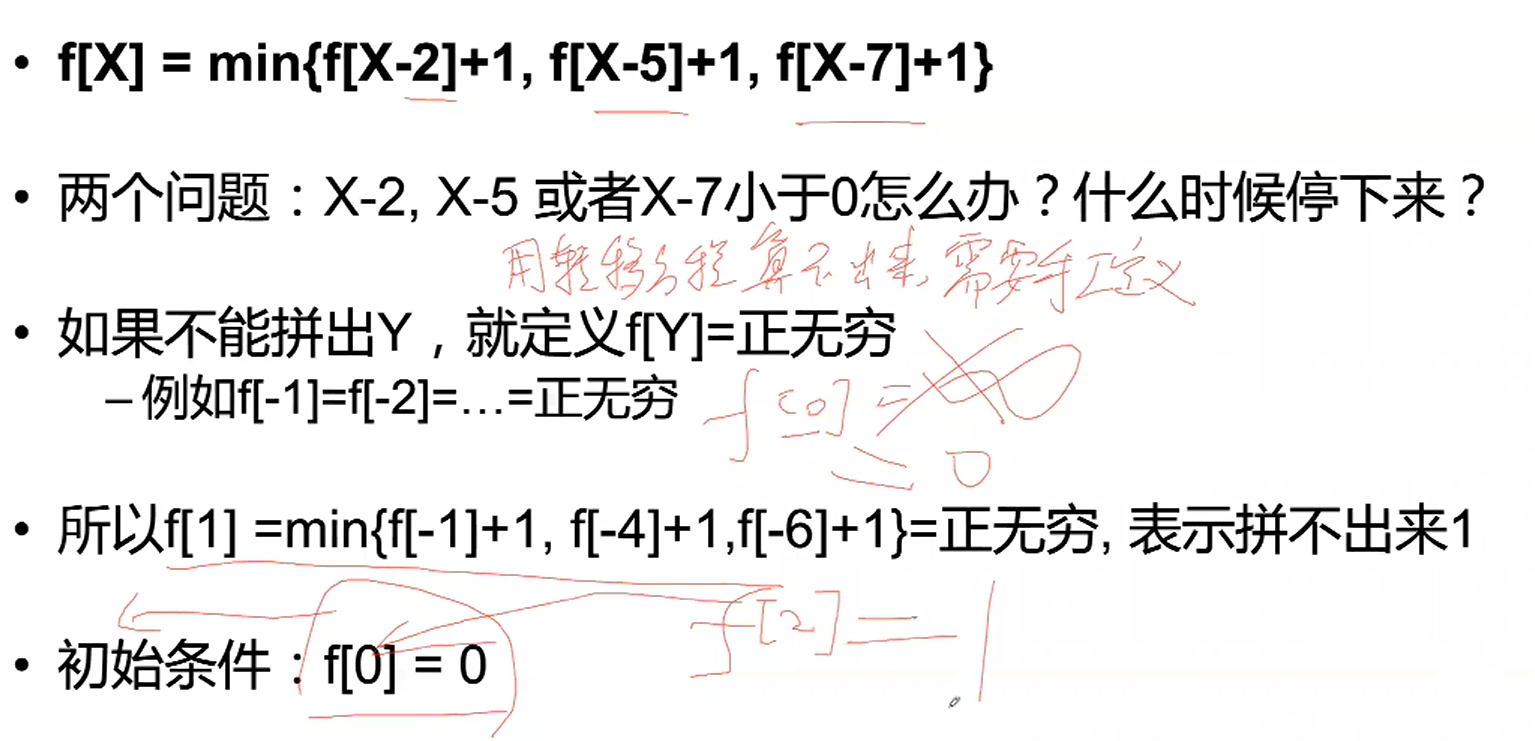 • f[X] = min{f[X-2]+1, f[X-5]+1, f[X-7]+1}
• 两个问题：X-2, X-5 或者X-7小于0怎么办？什么时候停下来？
用转移方程算不出来,需要手工定义
• 如果不能拼出Y，就定义f[Y]=正无穷
– 例如f[-1]=f[-2]=…=正无穷
f[0] =
= 0
• 所以f[1] =min{f[-1]+1, f[-4]+1,f[-6]+1}=正无穷, 表示拼不出来1
f[2] = 1
• 初始条件：f[0] = 0